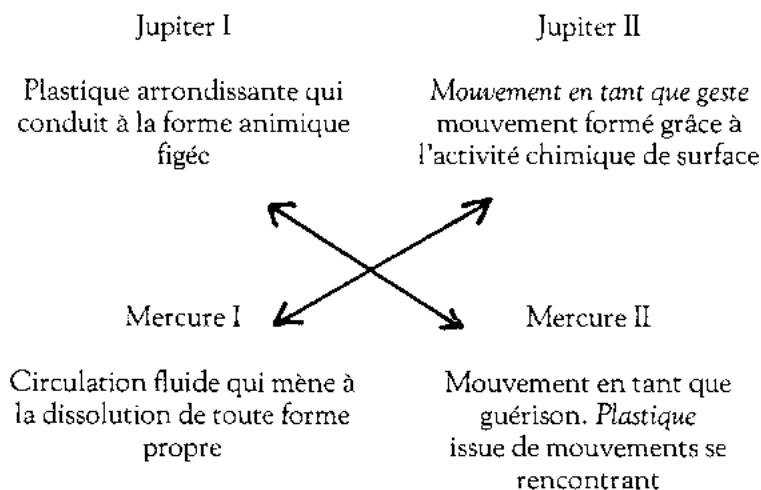 Jupiter I
Plastique arrondissante qui
conduit à la forme animique
figée
Jupiter II
Mouvement en tant que geste
mouvement formé grâce à
l'activité chimique de surface
Mercure I
Circulation fluide qui mène à
la dissolution de toute forme
propre
Mercure II
Mouvement en tant que
guérison. Plastique
issue de mouvements se
rencontrant